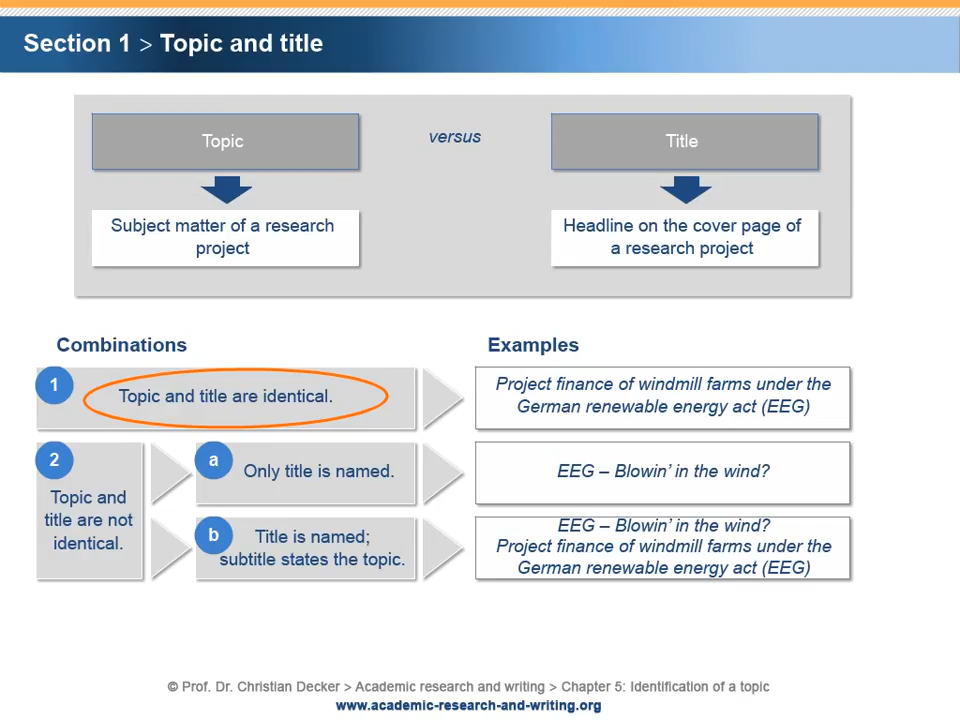 Section 1 > Topic and title
Topic
versus
Title
Subject matter of a research
project
Headline on the cover page of
a research project
Combinations
Examples
1
Topic and title are identical.
Project finance of windmill farms under the
German renewable energy act (EEG)
2
Topic and
title are not
identical.
a
Only title is named.
EEG – Blowin’ in the wind?
b
Title is named;
subtitle states the topic.
EEG – Blowin’ in the wind?
Project finance of windmill farms under the
German renewable energy act (EEG)
© Prof. Dr. Christian Decker > Academic research and writing > Chapter 5: Identification of a topic
www.academic-research-and-writing.org